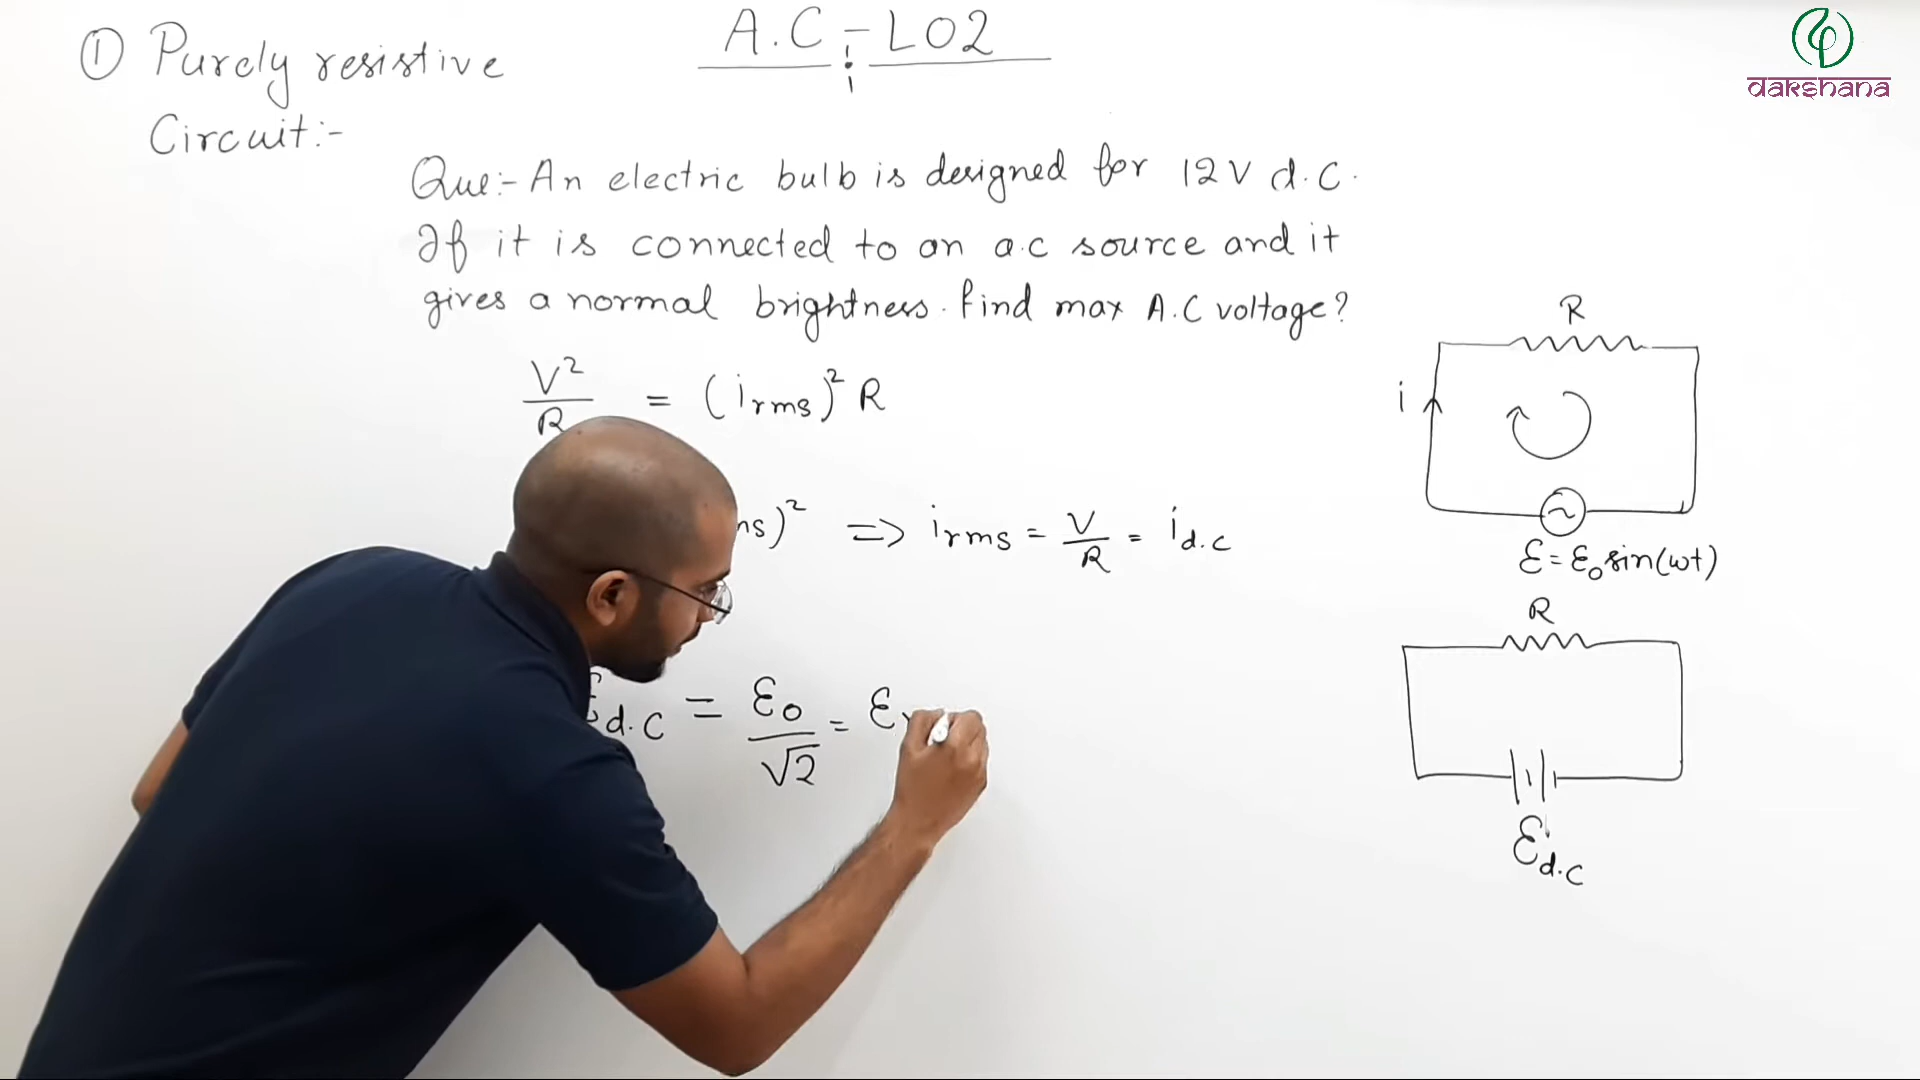 ① Purely resistive
Circuit:-
A.C - L02
dakshana
Que:- An electric bulb is designed for 12V d.C.
If it is connected to an a.c source and it
gives a normal brightness. find max A.C voltage?
V²/R = (irms)² R
ms)² => irms = V/R = id.c
Ed.C = ε₀/√2 = ε
R
i
~
ε = ε₀ sin(ωt)
R
εd.C